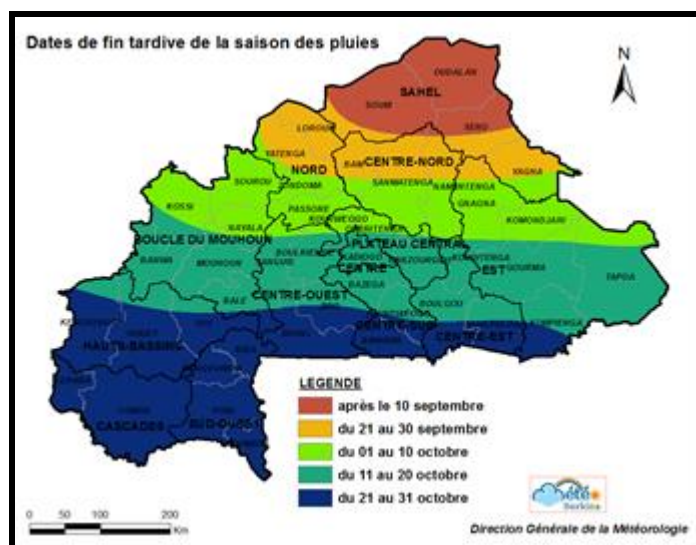 Dates de fin tardive de la saison des pluies
N
OUDALAN
SAHEL
SOUM
SENO
LOROUM
YATENGA
BAM
CENTRE-NORD
YAGHA
NORD
SOUROU
ZONDOMA
SANMATENGA
NAMENTENGA
GNAGNA
KOSSI
PASSORE
KOURWEOGO
KOMONDJARI
NAYALA
OUBRITENGA
BOUCLE DU MOUHOUN
PLATEAU CENTRAL
BANWA
MOUHOUN
BOULKIEMDE
SANGUIE
KADIOGO
CENTRE
GANZOURGOU
KOURITENGA
EST
GOURMA
TAPOA
BAZEGA
BALE
CENTRE-OUEST
BOULGOU
KOMPIENGA
CENTRE-SUD
CENTRE-EST
HAUTS-BASSINS
CASCADES
SUD-OUEST
LEGENDE
après le 10 septembre
du 21 au 30 septembre
du 01 au 10 octobre
du 11 au 20 octobre
du 21 au 31 octobre
0 50 100 200
Km
Météo
Burkina
Direction Générale de la Météorologie